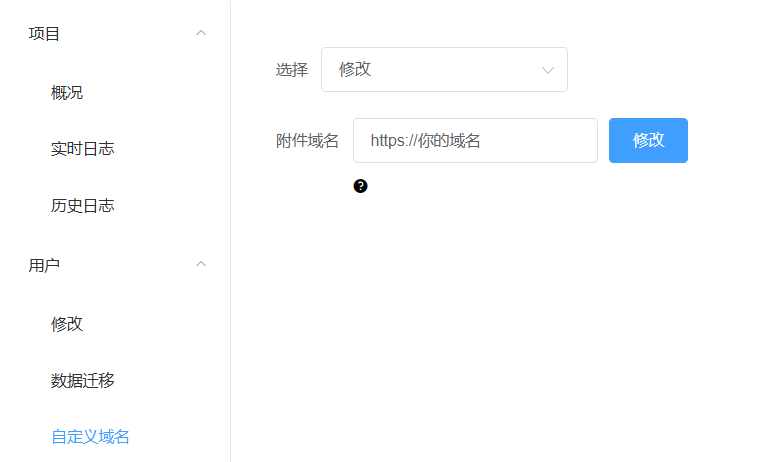 项目
概况
实时日志
历史日志
用户
修改
数据迁移
自定义域名
选择 修改
附件域名 https://你的域名 修改
?